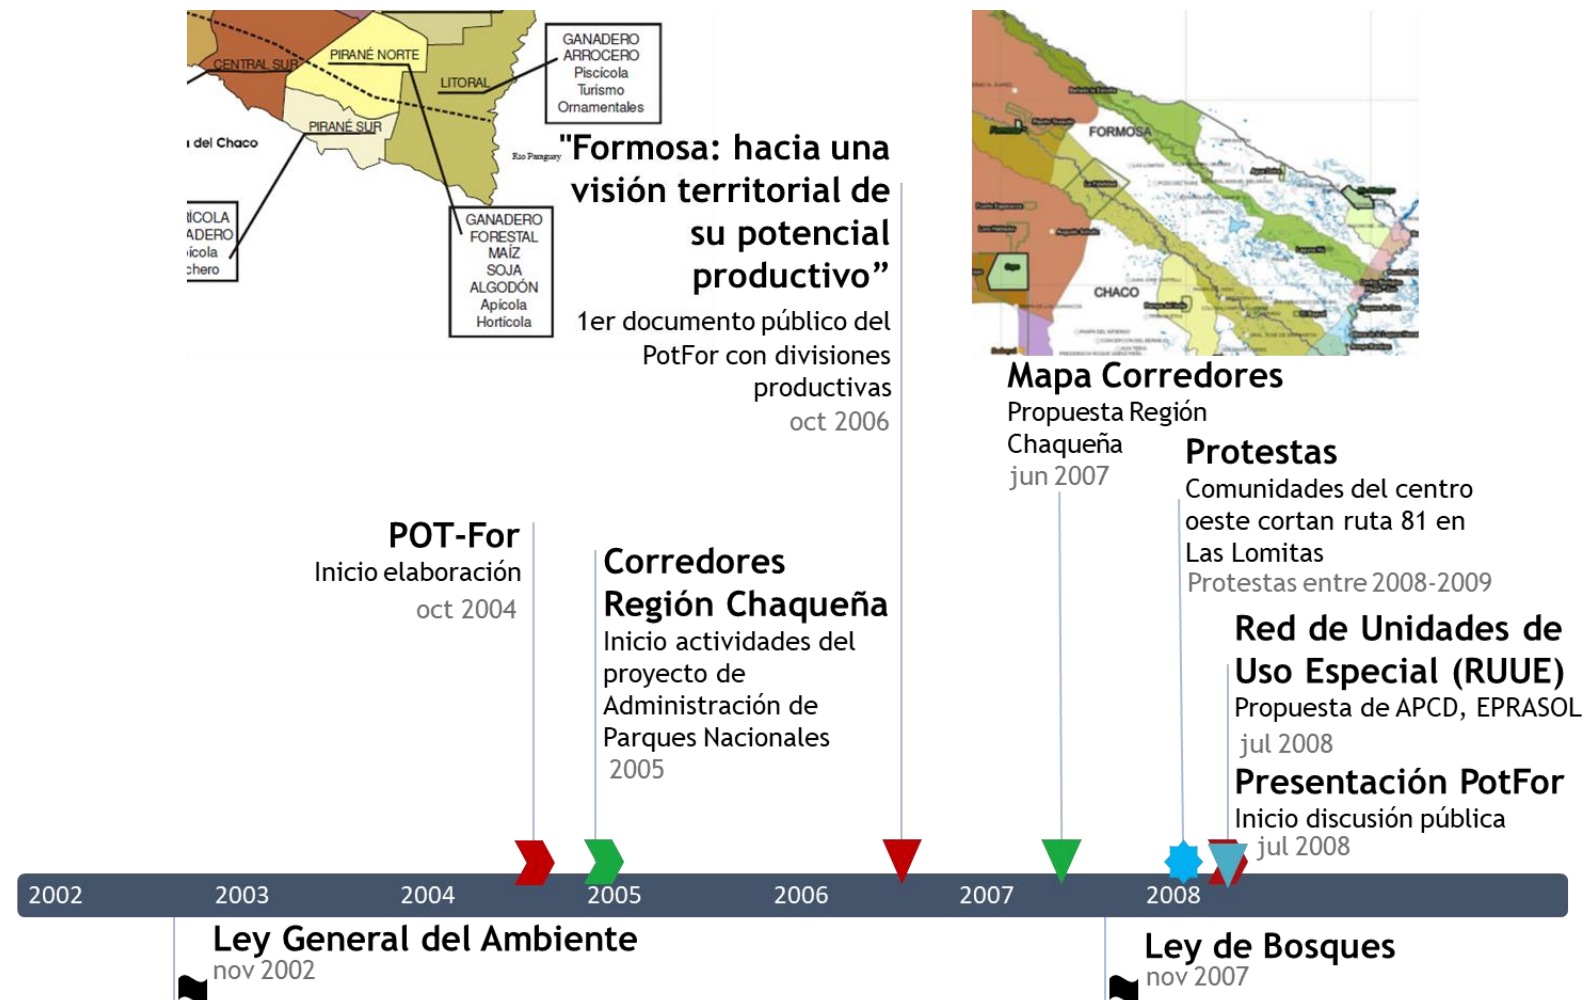 CENTRAL SUR
PIRANÉ NORTE
LITORAL
PIRANÉ SUR
del Chaco
Rio Paraguay
GANADERO
ARROCERO
Piscícola
Turismo
Ornamentales
GANADERO
FORESTAL
MAÍZ
SOJA
ALGODÓN
Apícola
Hortícola
"Formosa: hacia una
visión territorial de
su potencial
productivo”
1er documento público del
PotFor con divisiones
productivas
oct 2006
FORMOSA
CHACO
Mapa Corredores
Propuesta Región
Chaqueña
jun 2007
Protestas
Comunidades del centro
oeste cortan ruta 81 en
Las Lomitas
Protestas entre 2008-2009
POT-For
Inicio elaboración
oct 2004
Corredores
Región Chaqueña
Inicio actividades del
proyecto de
Administración de
Parques Nacionales
2005
Red de Unidades de
Uso Especial (RUUE)
Propuesta de APCD, EPRASOL
jul 2008
Presentación PotFor
Inicio discusión pública
jul 2008
2002 2003 2004 2005 2006 2007 2008
Ley General del Ambiente
nov 2002
Ley de Bosques
nov 2007